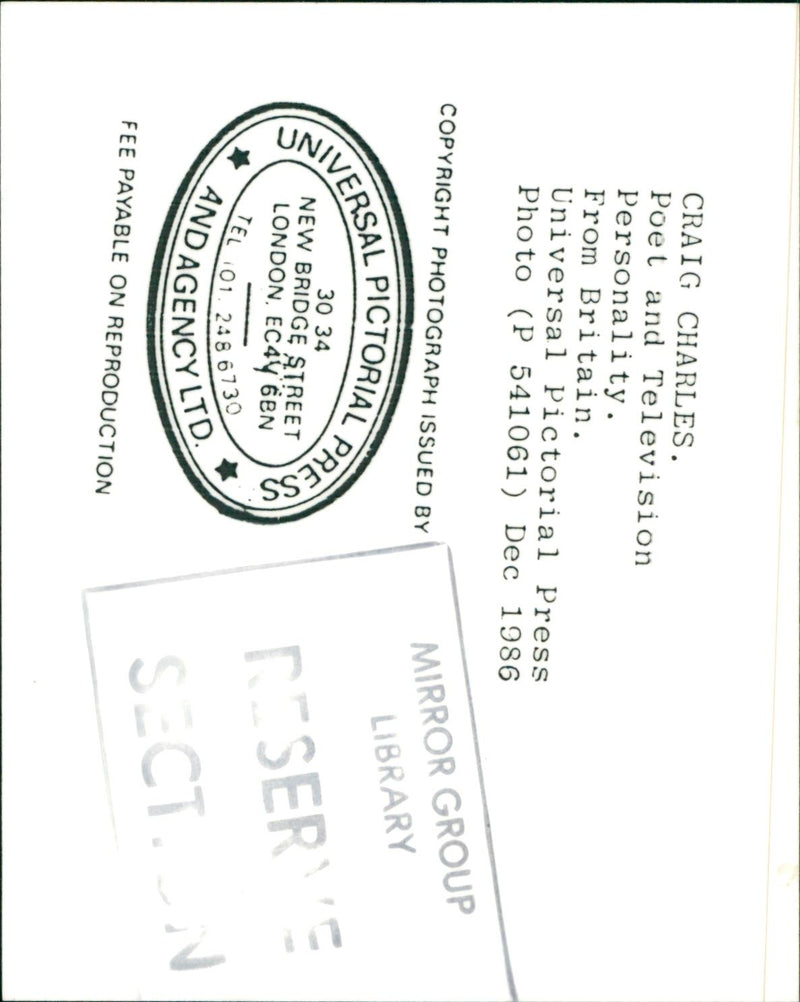 CRAIG CHARLES.
Poet and Television
Personality.
From Britain.
Universal Pictorial Press
Photo (P 541061) Dec 1986
COPYRIGHT PHOTOGRAPH ISSUED BY
UNIVERSAL PICTORIAL PRESS
30 34
NEW BRIDGE STREET
LONDON. EC4V 6BN
TEL (01. 248 6730
AND AGENCY LTD.
FEE PAYABLE ON REPRODUCTION
MIRROR GROUP
LIBRARY
RESERVE
SECTION